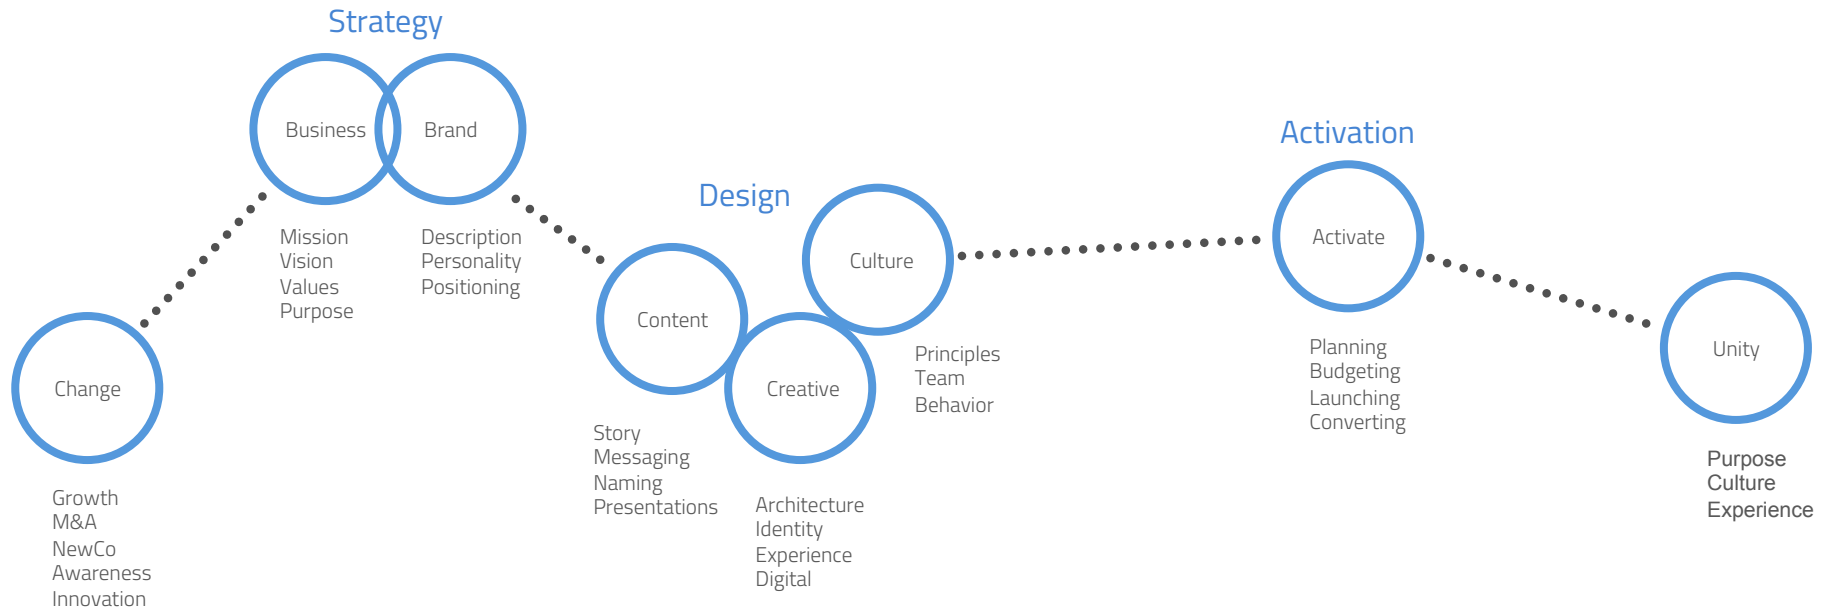 Strategy
Business
Brand
Mission
Vision
Values
Purpose
Description
Personality
Positioning
Change
Growth
M&A
NewCo
Awareness
Innovation
Design
Content
Story
Messaging
Naming
Presentations
Creative
Architecture
Identity
Experience
Digital
Culture
Principles
Team
Behavior
Activation
Activate
Planning
Budgeting
Launching
Converting
Unity
Purpose
Culture
Experience